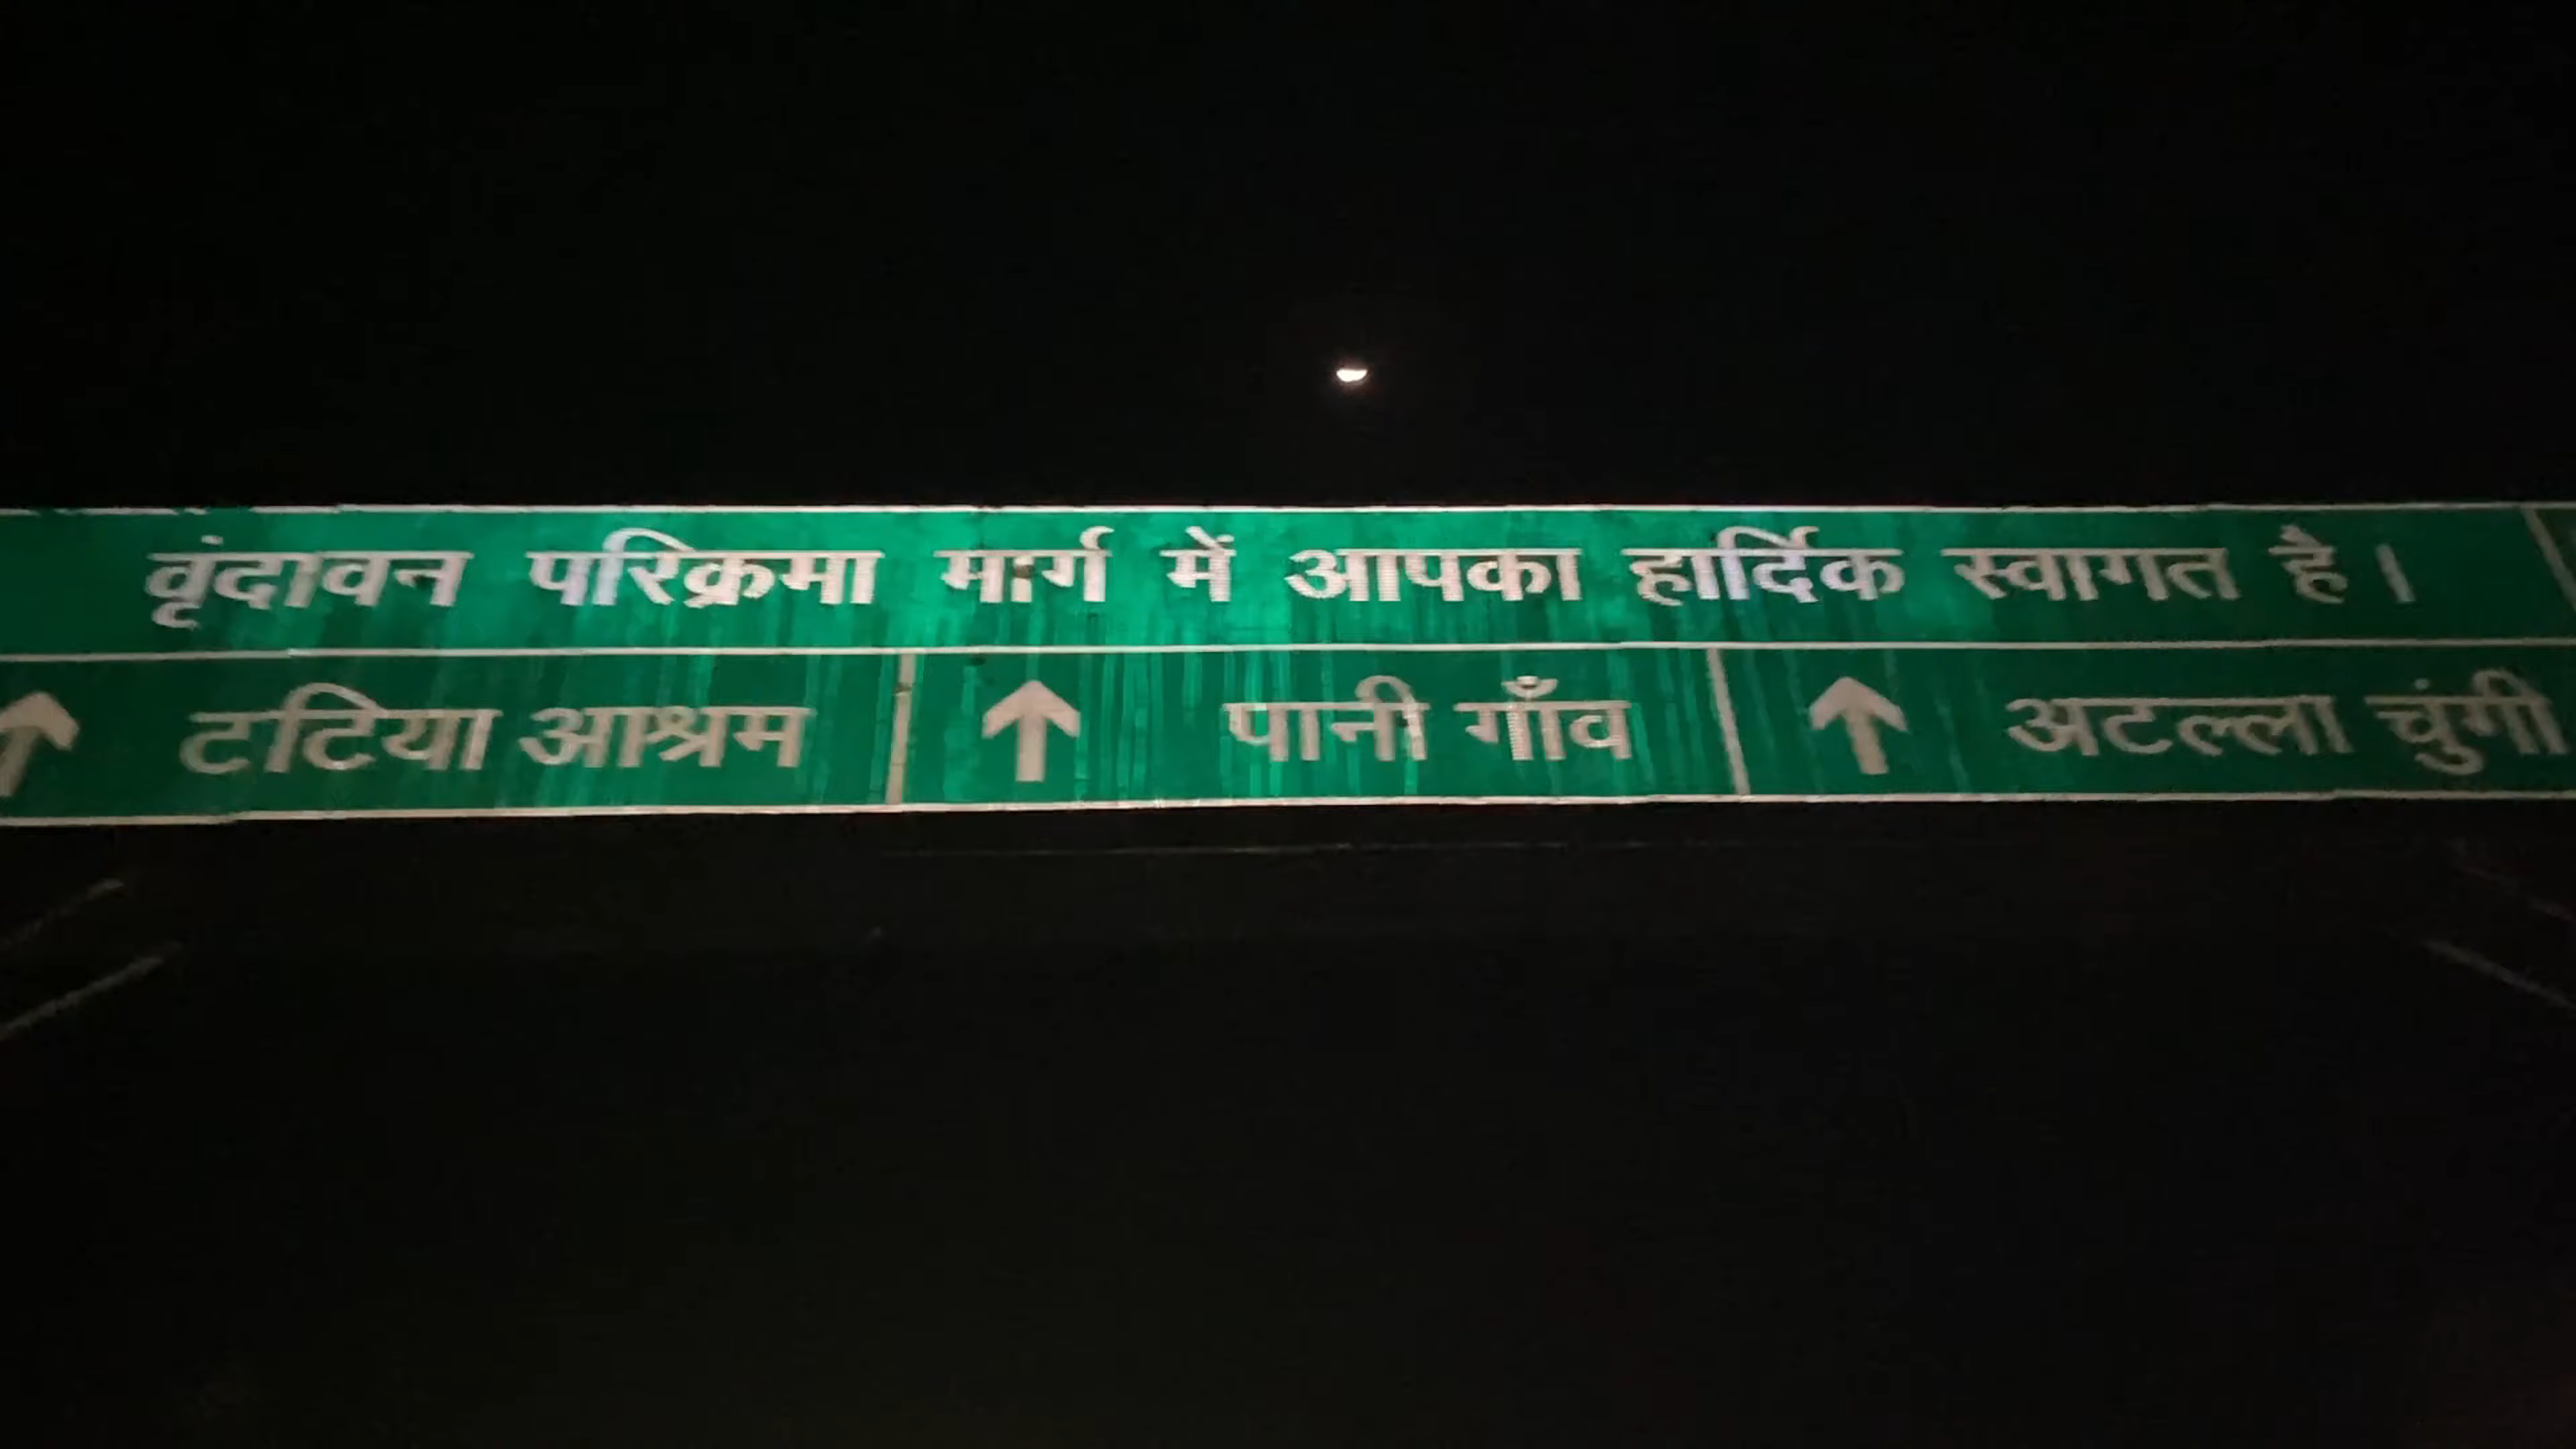 वृंदावन परिक्रमा मार्ग में आपका हार्दिक स्वागत है।
टटिया आश्रम पानी गाँव अटल्ला चुंगी